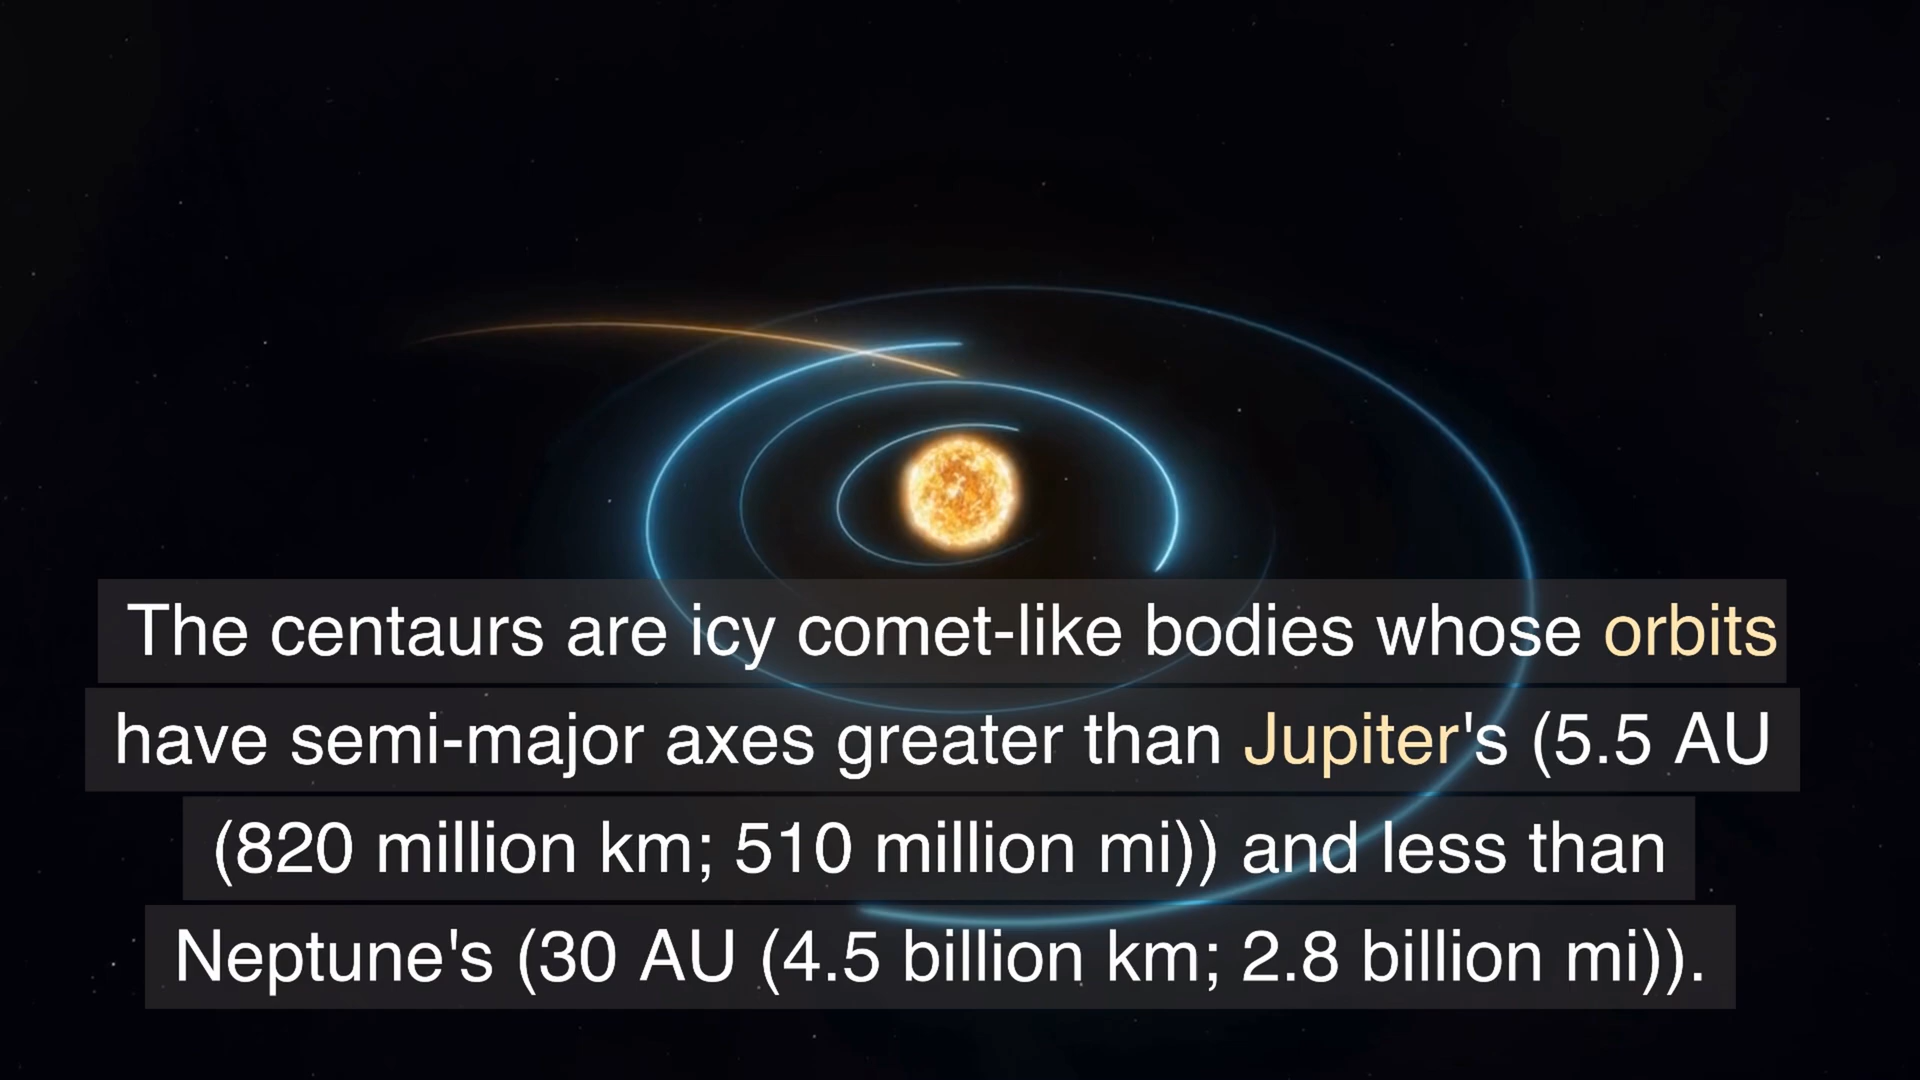 The centaurs are icy comet-like bodies whose orbits
have semi-major axes greater than Jupiter's (5.5 AU
(820 million km; 510 million mi)) and less than
Neptune's (30 AU (4.5 billion km; 2.8 billion mi)).